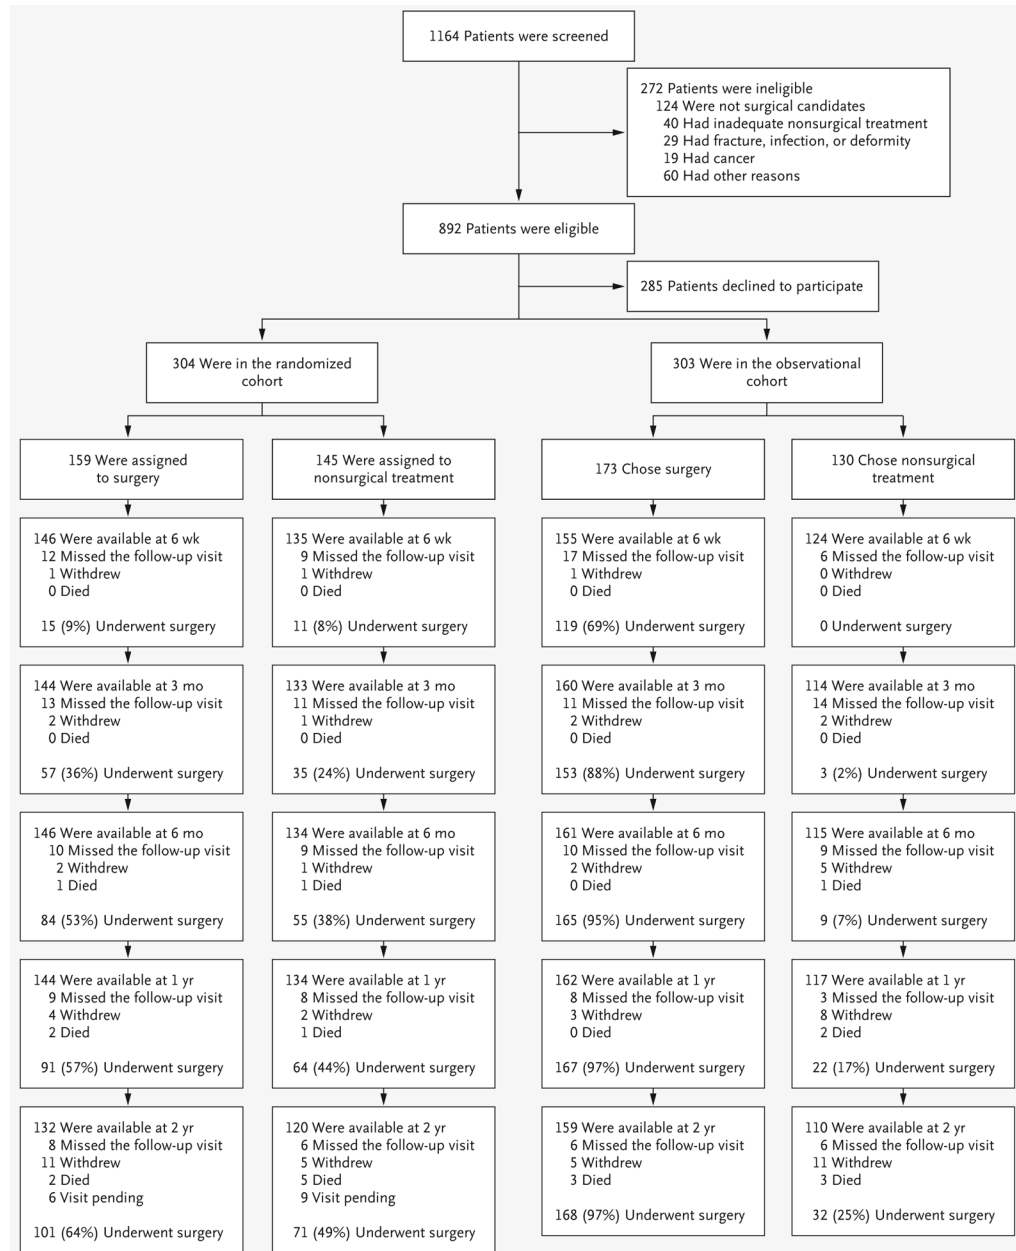 1164 Patients were screened
272 Patients were ineligible
124 Were not surgical candidates
40 Had inadequate nonsurgical treatment
29 Had fracture, infection, or deformity
19 Had cancer
60 Had other reasons
892 Patients were eligible
285 Patients declined to participate
304 Were in the randomized
cohort
303 Were in the observational
cohort
159 Were assigned
to surgery
145 Were assigned to
nonsurgical treatment
173 Chose surgery
130 Chose nonsurgical
treatment
146 Were available at 6 wk
12 Missed the follow-up visit
1 Withdrew
0 Died
15 (9%) Underwent surgery
135 Were available at 6 wk
9 Missed the follow-up visit
1 Withdrew
0 Died
11 (8%) Underwent surgery
155 Were available at 6 wk
17 Missed the follow-up visit
1 Withdrew
0 Died
119 (69%) Underwent surgery
124 Were available at 6 wk
6 Missed the follow-up visit
0 Withdrew
0 Died
0 Underwent surgery
144 Were available at 3 mo
13 Missed the follow-up visit
2 Withdrew
0 Died
57 (36%) Underwent surgery
133 Were available at 3 mo
11 Missed the follow-up visit
1 Withdrew
0 Died
35 (24%) Underwent surgery
160 Were available at 3 mo
11 Missed the follow-up visit
2 Withdrew
0 Died
153 (88%) Underwent surgery
114 Were available at 3 mo
14 Missed the follow-up visit
2 Withdrew
0 Died
3 (2%) Underwent surgery
146 Were available at 6 mo
10 Missed the follow-up visit
2 Withdrew
1 Died
84 (53%) Underwent surgery
134 Were available at 6 mo
9 Missed the follow-up visit
1 Withdrew
1 Died
55 (38%) Underwent surgery
161 Were available at 6 mo
10 Missed the follow-up visit
2 Withdrew
0 Died
165 (95%) Underwent surgery
115 Were available at 6 mo
9 Missed the follow-up visit
5 Withdrew
1 Died
9 (7%) Underwent surgery
144 Were available at 1 yr
9 Missed the follow-up visit
4 Withdrew
2 Died
91 (57%) Underwent surgery
134 Were available at 1 yr
8 Missed the follow-up visit
2 Withdrew
1 Died
64 (44%) Underwent surgery
162 Were available at 1 yr
8 Missed the follow-up visit
3 Withdrew
0 Died
167 (97%) Underwent surgery
117 Were available at 1 yr
3 Missed the follow-up visit
8 Withdrew
2 Died
22 (17%) Underwent surgery
132 Were available at 2 yr
8 Missed the follow-up visit
11 Withdrew
2 Died
6 Visit pending
101 (64%) Underwent surgery
120 Were available at 2 yr
6 Missed the follow-up visit
5 Withdrew
5 Died
9 Visit pending
71 (49%) Underwent surgery
159 Were available at 2 yr
6 Missed the follow-up visit
5 Withdrew
3 Died
168 (97%) Underwent surgery
110 Were available at 2 yr
6 Missed the follow-up visit
11 Withdrew
3 Died
32 (25%) Underwent surgery